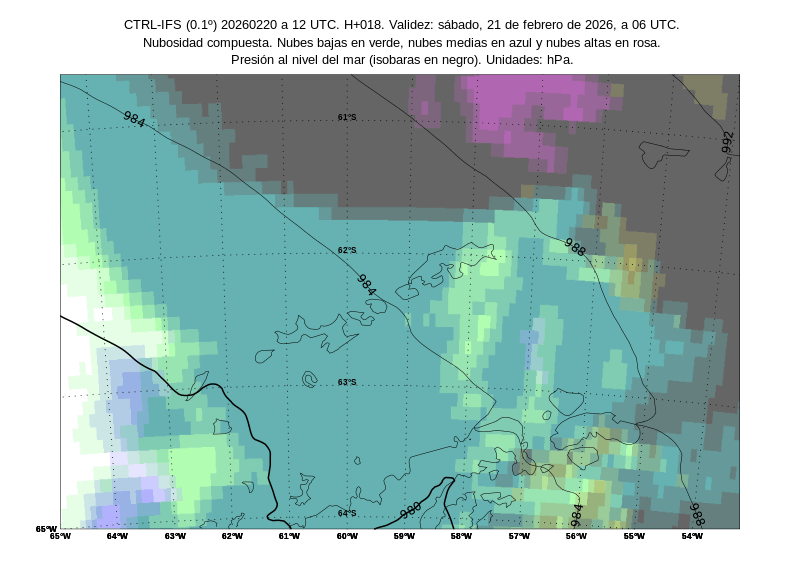 CTRL-IFS (0.1º) 20260220 a 12 UTC. H+018. Validez: sábado, 21 de febrero de 2026, a 06 UTC.
Nubosidad compuesta. Nubes bajas en verde, nubes medias en azul y nubes altas en rosa.
Presión al nivel del mar (isobaras en negro). Unidades: hPa.
984
61°S
992
62°S
988
984
63°S
980
64°S
984
988
65°W
65°W 64°W 63°W 62°W 61°W 60°W 59°W 58°W 57°W 56°W 55°W 54°W